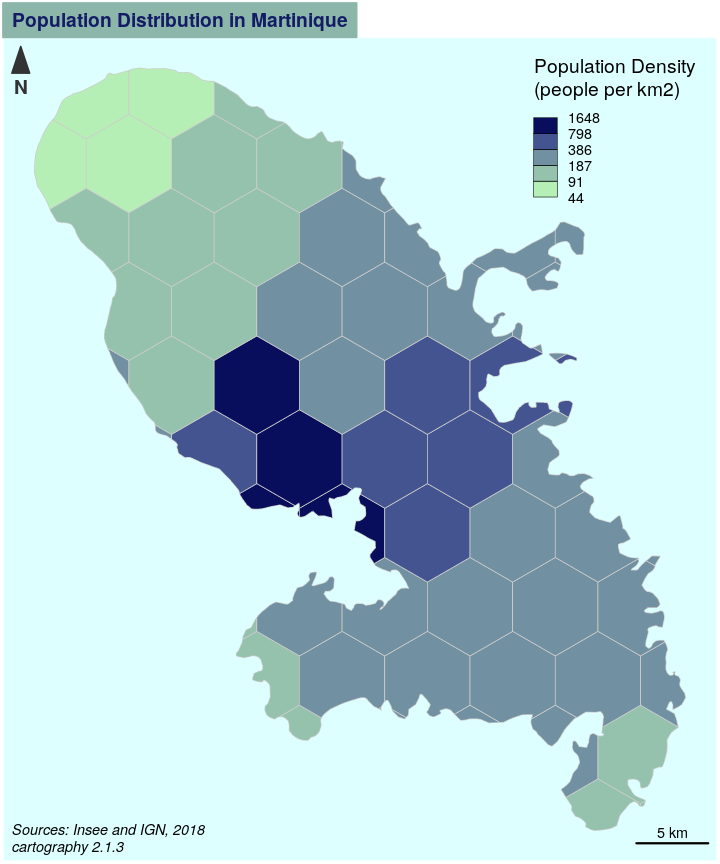 Population Distribution in Martinique
N
Population Density
(people per km2)
1648
798
386
187
91
44
Sources: Insee and IGN, 2018
cartography 2.1.3
5 km